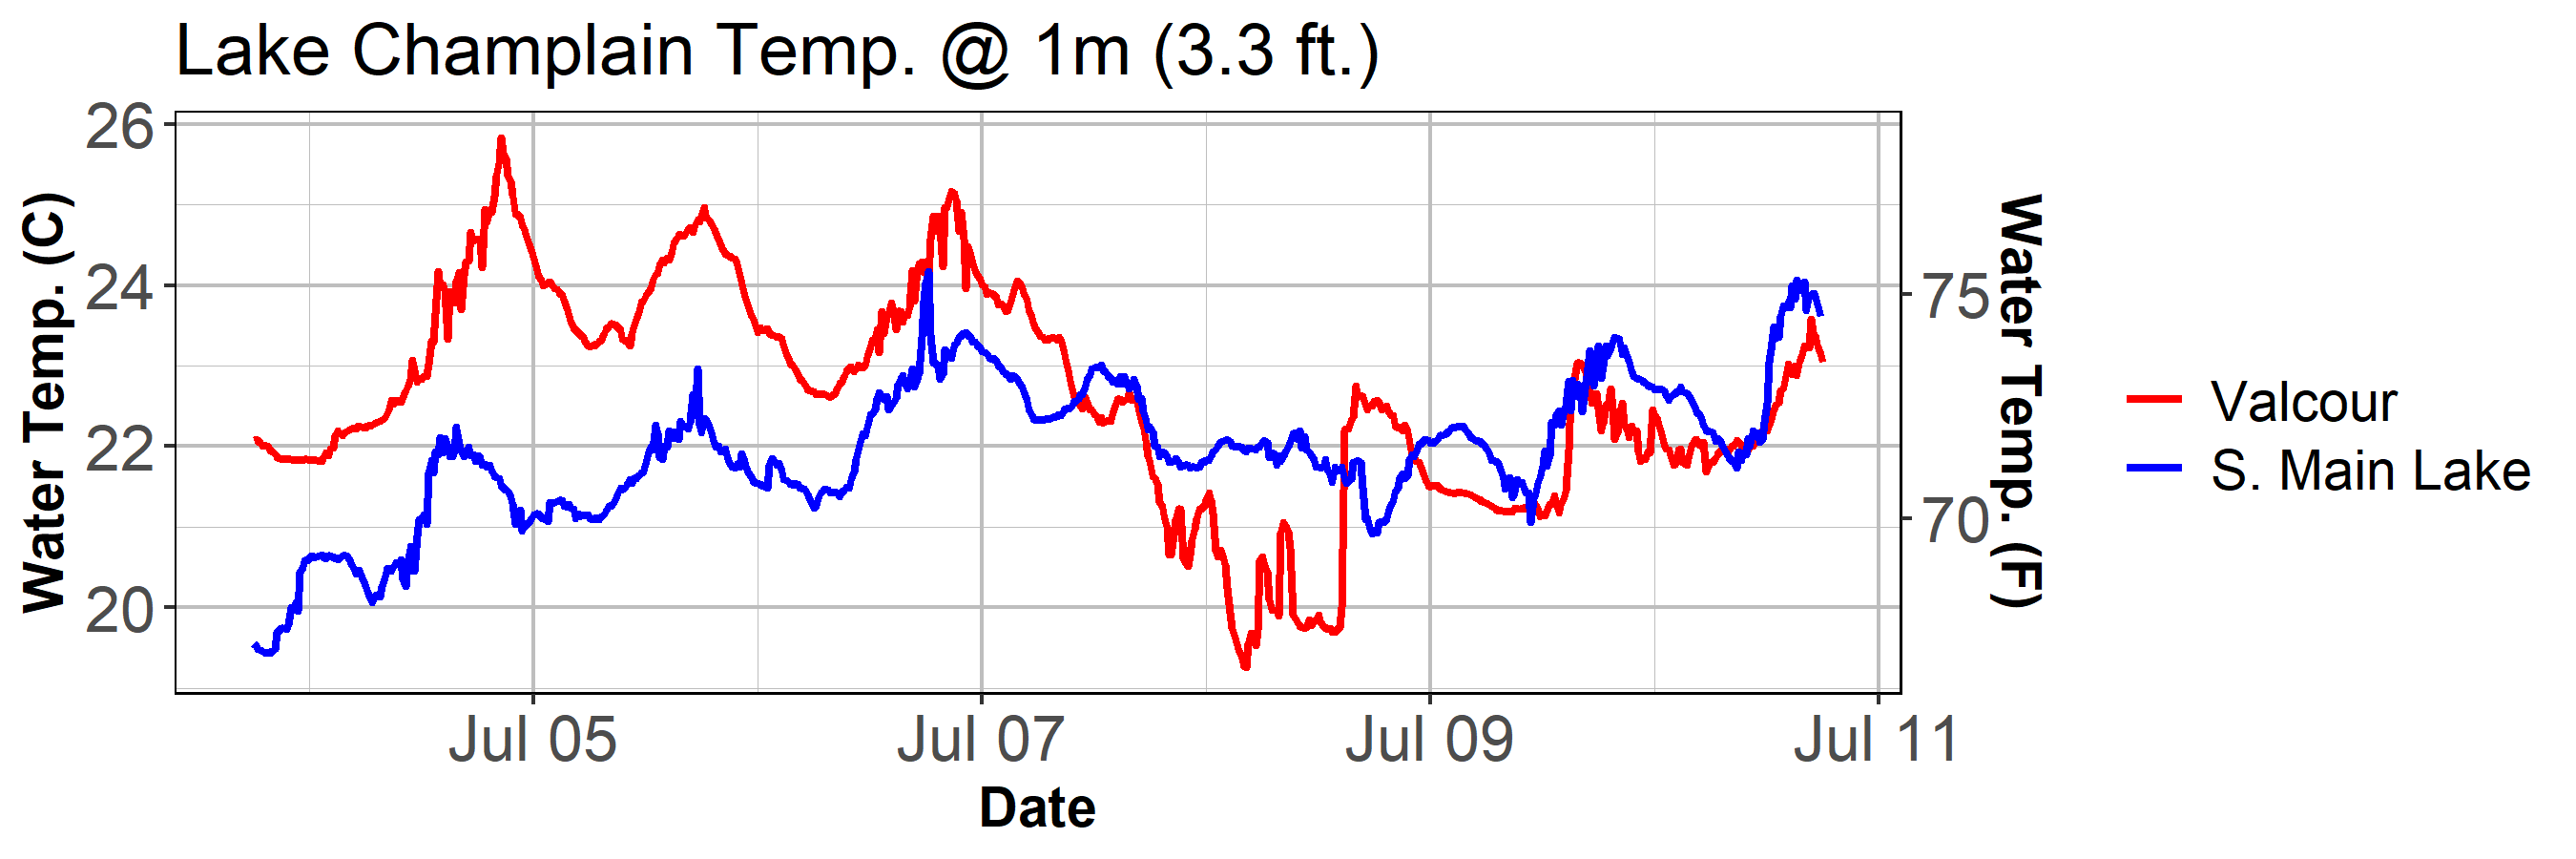 Lake Champlain Temp. @ 1m (3.3 ft.)
Water Temp. (C)
26
24
22
20
75
70
Water Temp. (F)
Jul 05
Jul 07
Jul 09
Jul 11
Date
Valcour
S. Main Lake